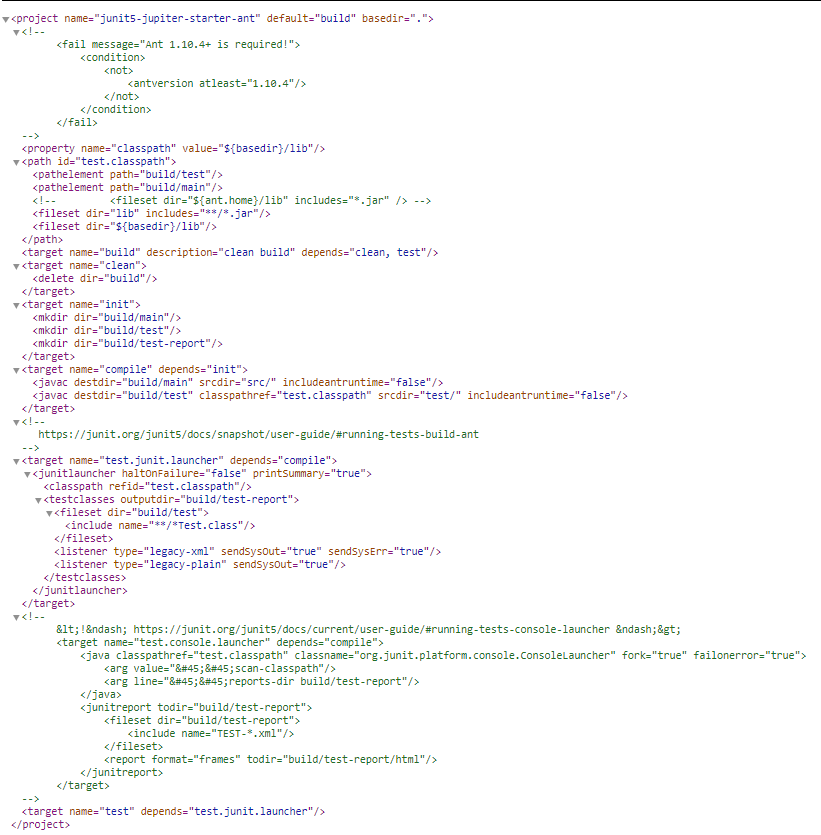 <project name="junit5-jupiter-starter-ant" default="build" basedir=".">
<!--
<fail message="Ant 1.10.4+ is required!">
<condition>
<not>
<antversion atleast="1.10.4"/>
</not>
</condition>
</fail>
-->
<property name="classpath" value="${basedir}/lib"/>
<path id="test.classpath">
<pathelement path="build/test"/>
<pathelement path="build/main"/>
<!-- <fileset dir="${ant.home}/lib" includes="*.jar" /> -->
<fileset dir="lib" includes="**/*.jar"/>
<fileset dir="${basedir}/lib"/>
</path>
<target name="build" description="clean build" depends="clean, test"/>
<target name="clean">
<delete dir="build"/>
</target>
<target name="init">
<mkdir dir="build/main"/>
<mkdir dir="build/test"/>
<mkdir dir="build/test-report"/>
</target>
<target name="compile" depends="init">
<javac destdir="build/main" srcdir="src/" includeantruntime="false"/>
<javac destdir="build/test" classpathref="test.classpath" srcdir="test/" includeantruntime="false"/>
</target>
<!--
https://junit.org/junit5/docs/snapshot/user-guide/#running-tests-build-ant
-->
<target name="test.junit.launcher" depends="compile">
<junitlauncher haltOnFailure="false" printSummary="true">
<classpath refid="test.classpath"/>
<testclasses outputdir="build/test-report">
<fileset dir="build/test">
<include name="**/*Test.class"/>
</fileset>
<listener type="legacy-xml" sendSysOut="true" sendSysErr="true"/>
<listener type="legacy-plain" sendSysOut="true"/>
</testclasses>
</junitlauncher>
</target>
<!--
&lt;!&ndash; https://junit.org/junit5/docs/current/user-guide/#running-tests-console-launcher &ndash;&gt;
<target name="test.console.launcher" depends="compile">
<java classpathref="test.classpath" classname="org.junit.platform.console.ConsoleLauncher" fork="true" failonerror="true">
<arg value="&#45;&#45;scan-classpath"/>
<arg line="&#45;&#45;reports-dir build/test-report"/>
</java>
<junitreport todir="build/test-report">
<fileset dir="build/test-report">
<include name="TEST-*.xml"/>
</fileset>
<report format="frames" todir="build/test-report/html"/>
</junitreport>
</target>
-->
<target name="test" depends="test.junit.launcher"/>
</project>